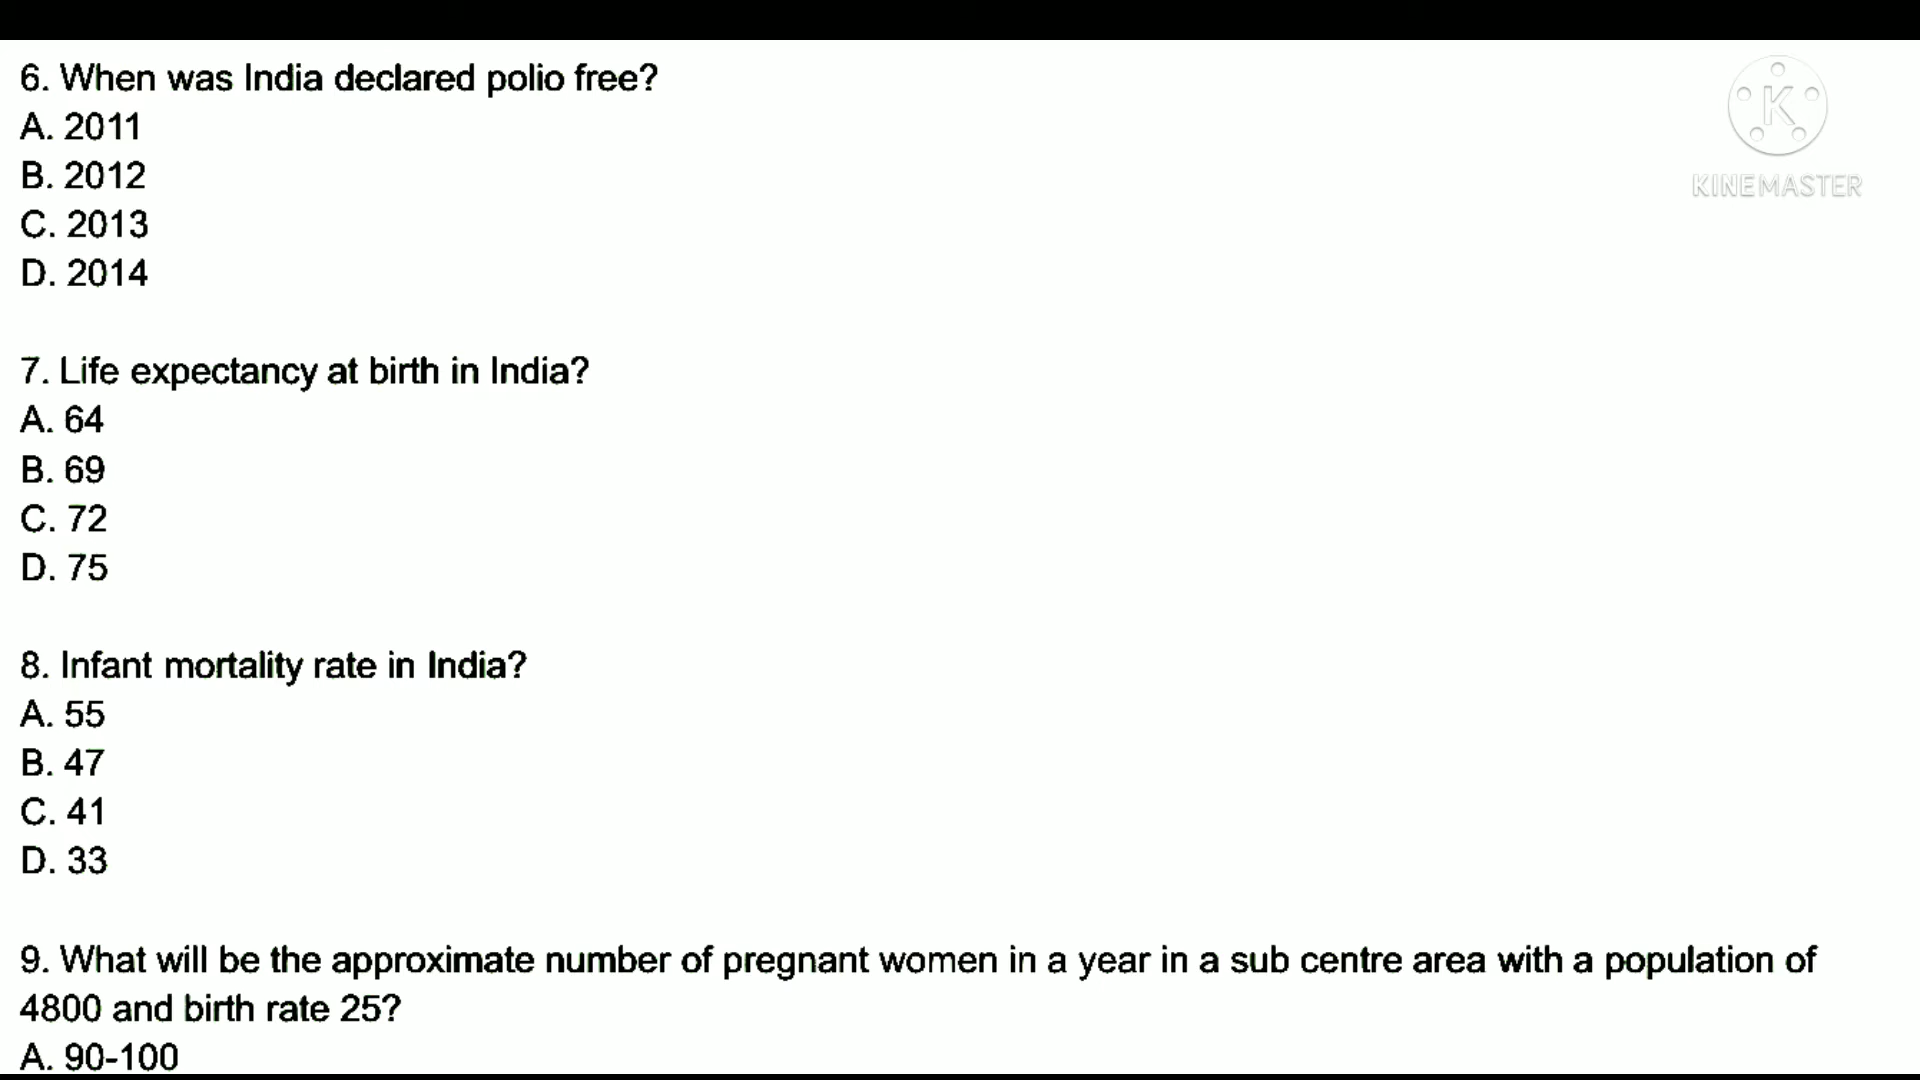 6. When was India declared polio free?
A. 2011
B. 2012
C. 2013
D. 2014
7. Life expectancy at birth in India?
A. 64
B. 69
C. 72
D. 75
8. Infant mortality rate in India?
A. 55
B. 47
C. 41
D. 33
9. What will be the approximate number of pregnant women in a year in a sub centre area with a population of
4800 and birth rate 25?
A. 90-100
K
KINEMASTER